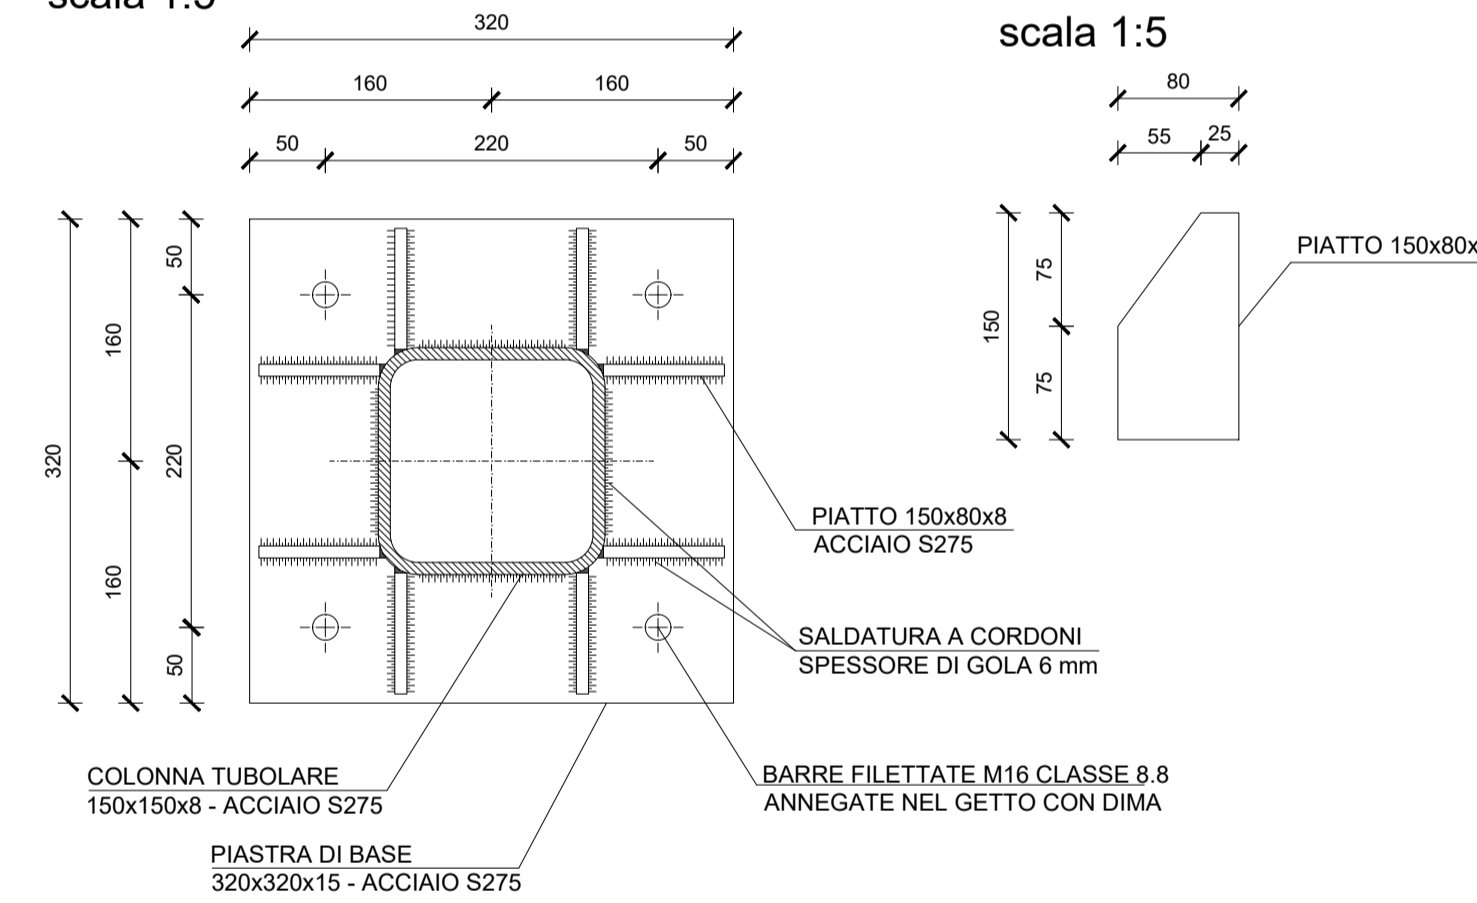 scala 1:5
scala 1:5
320
160 160
50 220 50
80
55 25
50
160
220
320
160
50
75
150
75
PIATTO 150x80x
PIATTO 150x80x8
ACCIAIO S275
SALDATURA A CORDONI
SPESSORE DI GOLA 6 mm
COLONNA TUBOLARE
150x150x8 - ACCIAIO S275
BARRE FILETTATE M16 CLASSE 8.8
ANNEGATE NEL GETTO CON DIMA
PIASTRA DI BASE
320x320x15 - ACCIAIO S275